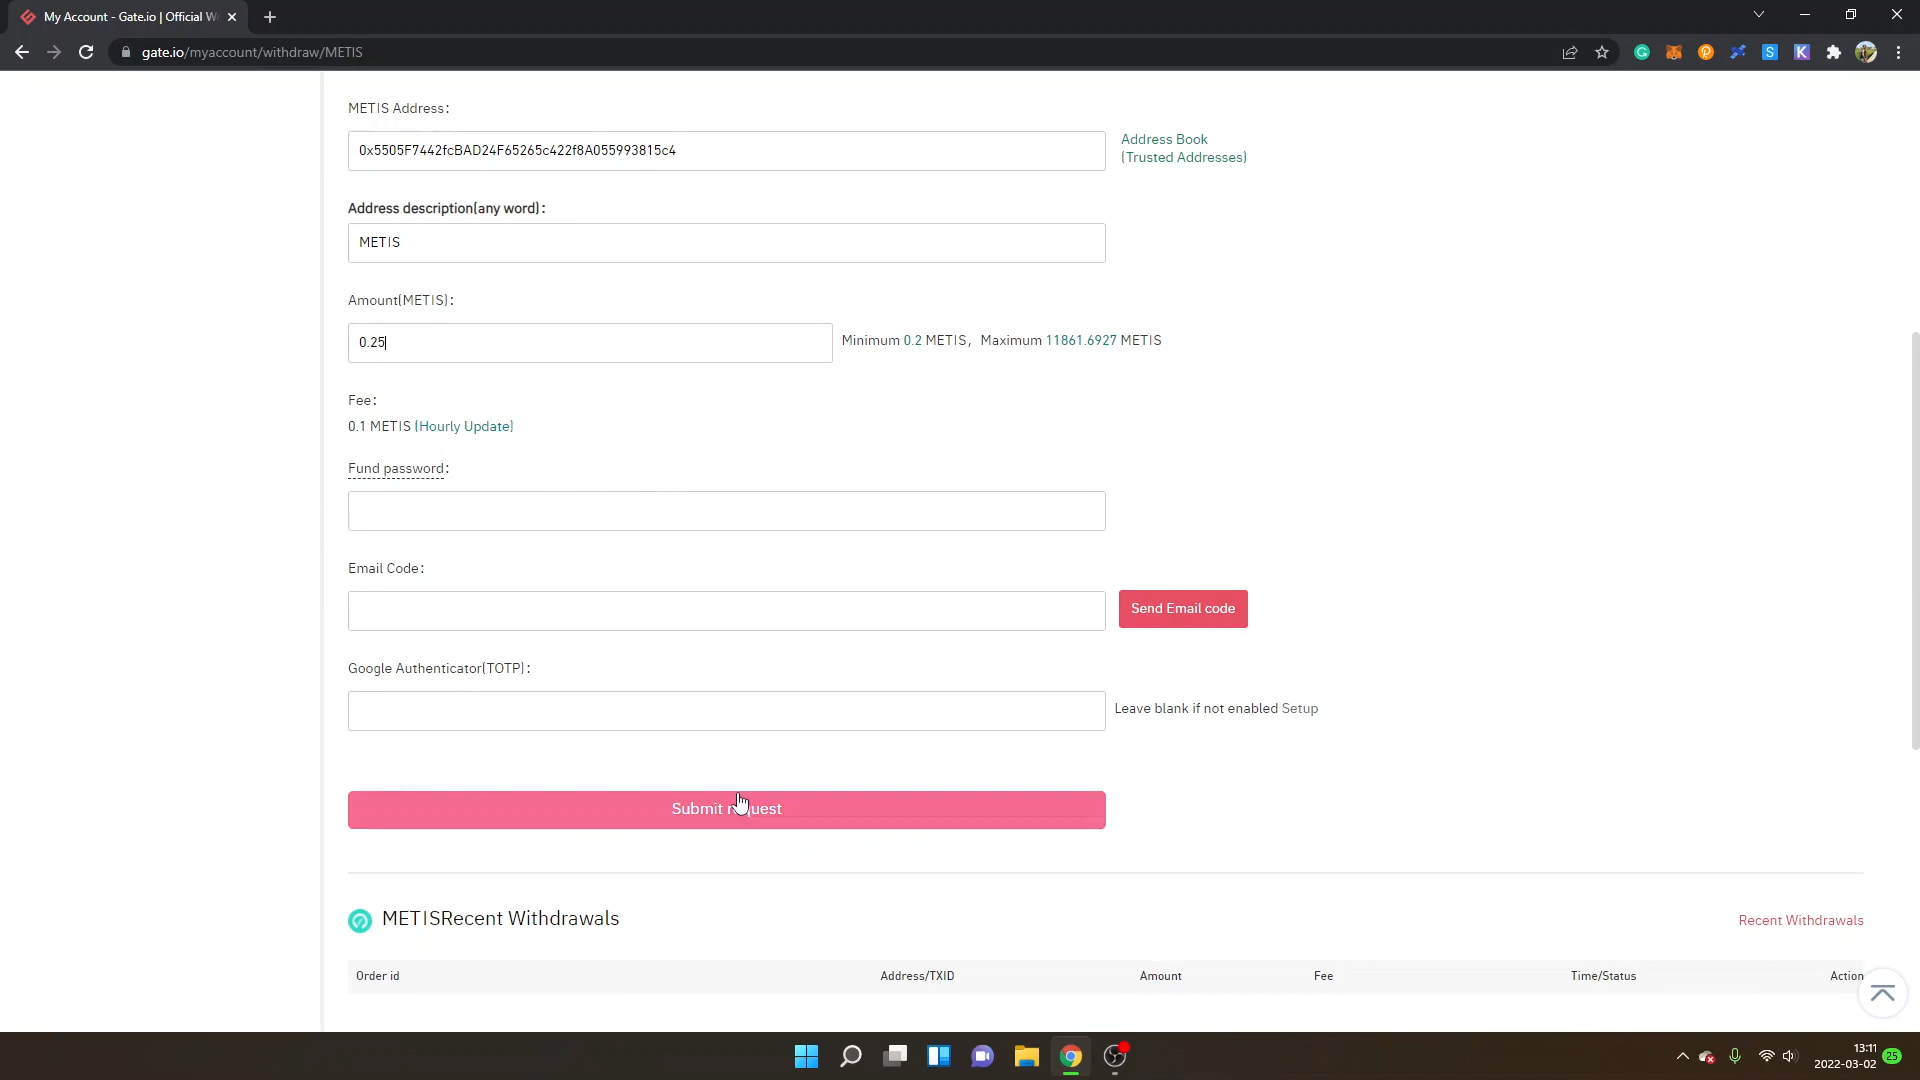 My Account - Gate.io | Official W
gate.io/myaccount/withdraw/METIS
METIS Address:
0x5505F7442fcBAD24F65265c422f8A055993815c4
Address Book
(Trusted Addresses)
Address description(any word):
METIS
Amount(METIS):
0.25
Minimum 0.2 METIS, Maximum 11861.6927 METIS
Fee:
0.1 METIS (Hourly Update)
Fund password:
Email Code:
Send Email code
Google Authenticator(TOTP):
Leave blank if not enabled Setup
Submit request
METISRecent Withdrawals
Recent Withdrawals
Order id Address/TXID Amount Fee Time/Status Action
13:11
2022-03-02
25